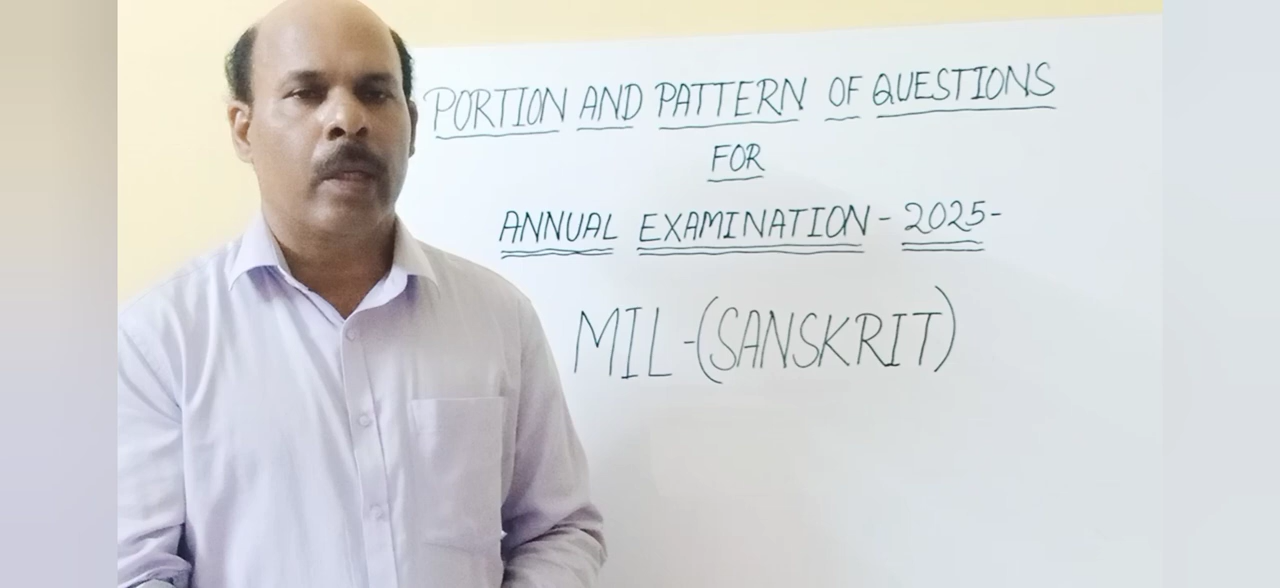 PORTION AND PATTERN OF QUESTIONS
FOR
ANNUAL EXAMINATION - 2025-
MIL-(SANSKRIT)